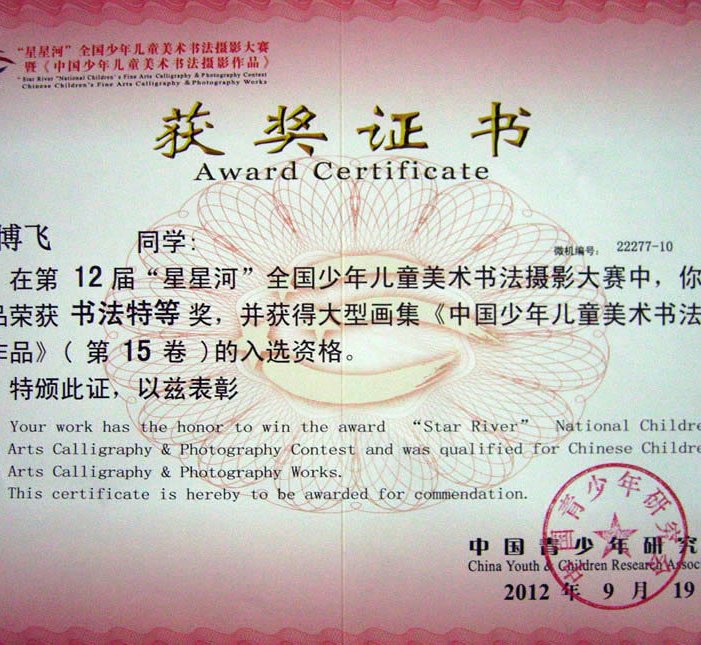 “星星河”全国少年儿童美术书法摄影大赛
暨《中国少年儿童美术书法摄影作品》
“Star River”National Children's Fine Arts Calligraphy & Photography Contest
Chinese Children's Fine Arts Calligraphy & Photography Works
获奖证书
Award Certificate
博飞 同学:
微机编号: 22277-10
在第 12 届“星星河”全国少年儿童美术书法摄影大赛中,你
品荣获 书法特等 奖,并获得大型画集《中国少年儿童美术书法
作品》( 第 15 卷 )的入选资格。
特颁此证,以兹表彰
Your work has the honor to win the award “Star River” National Childre
Arts Calligraphy & Photography Contest and was qualified for Chinese Childre
Arts Calligraphy & Photography Works.
This certificate is hereby to be awarded for commendation.
中国青少年研究
China Youth & Children Research Assoc
2012 年 9 月 19
中国青少年研究会